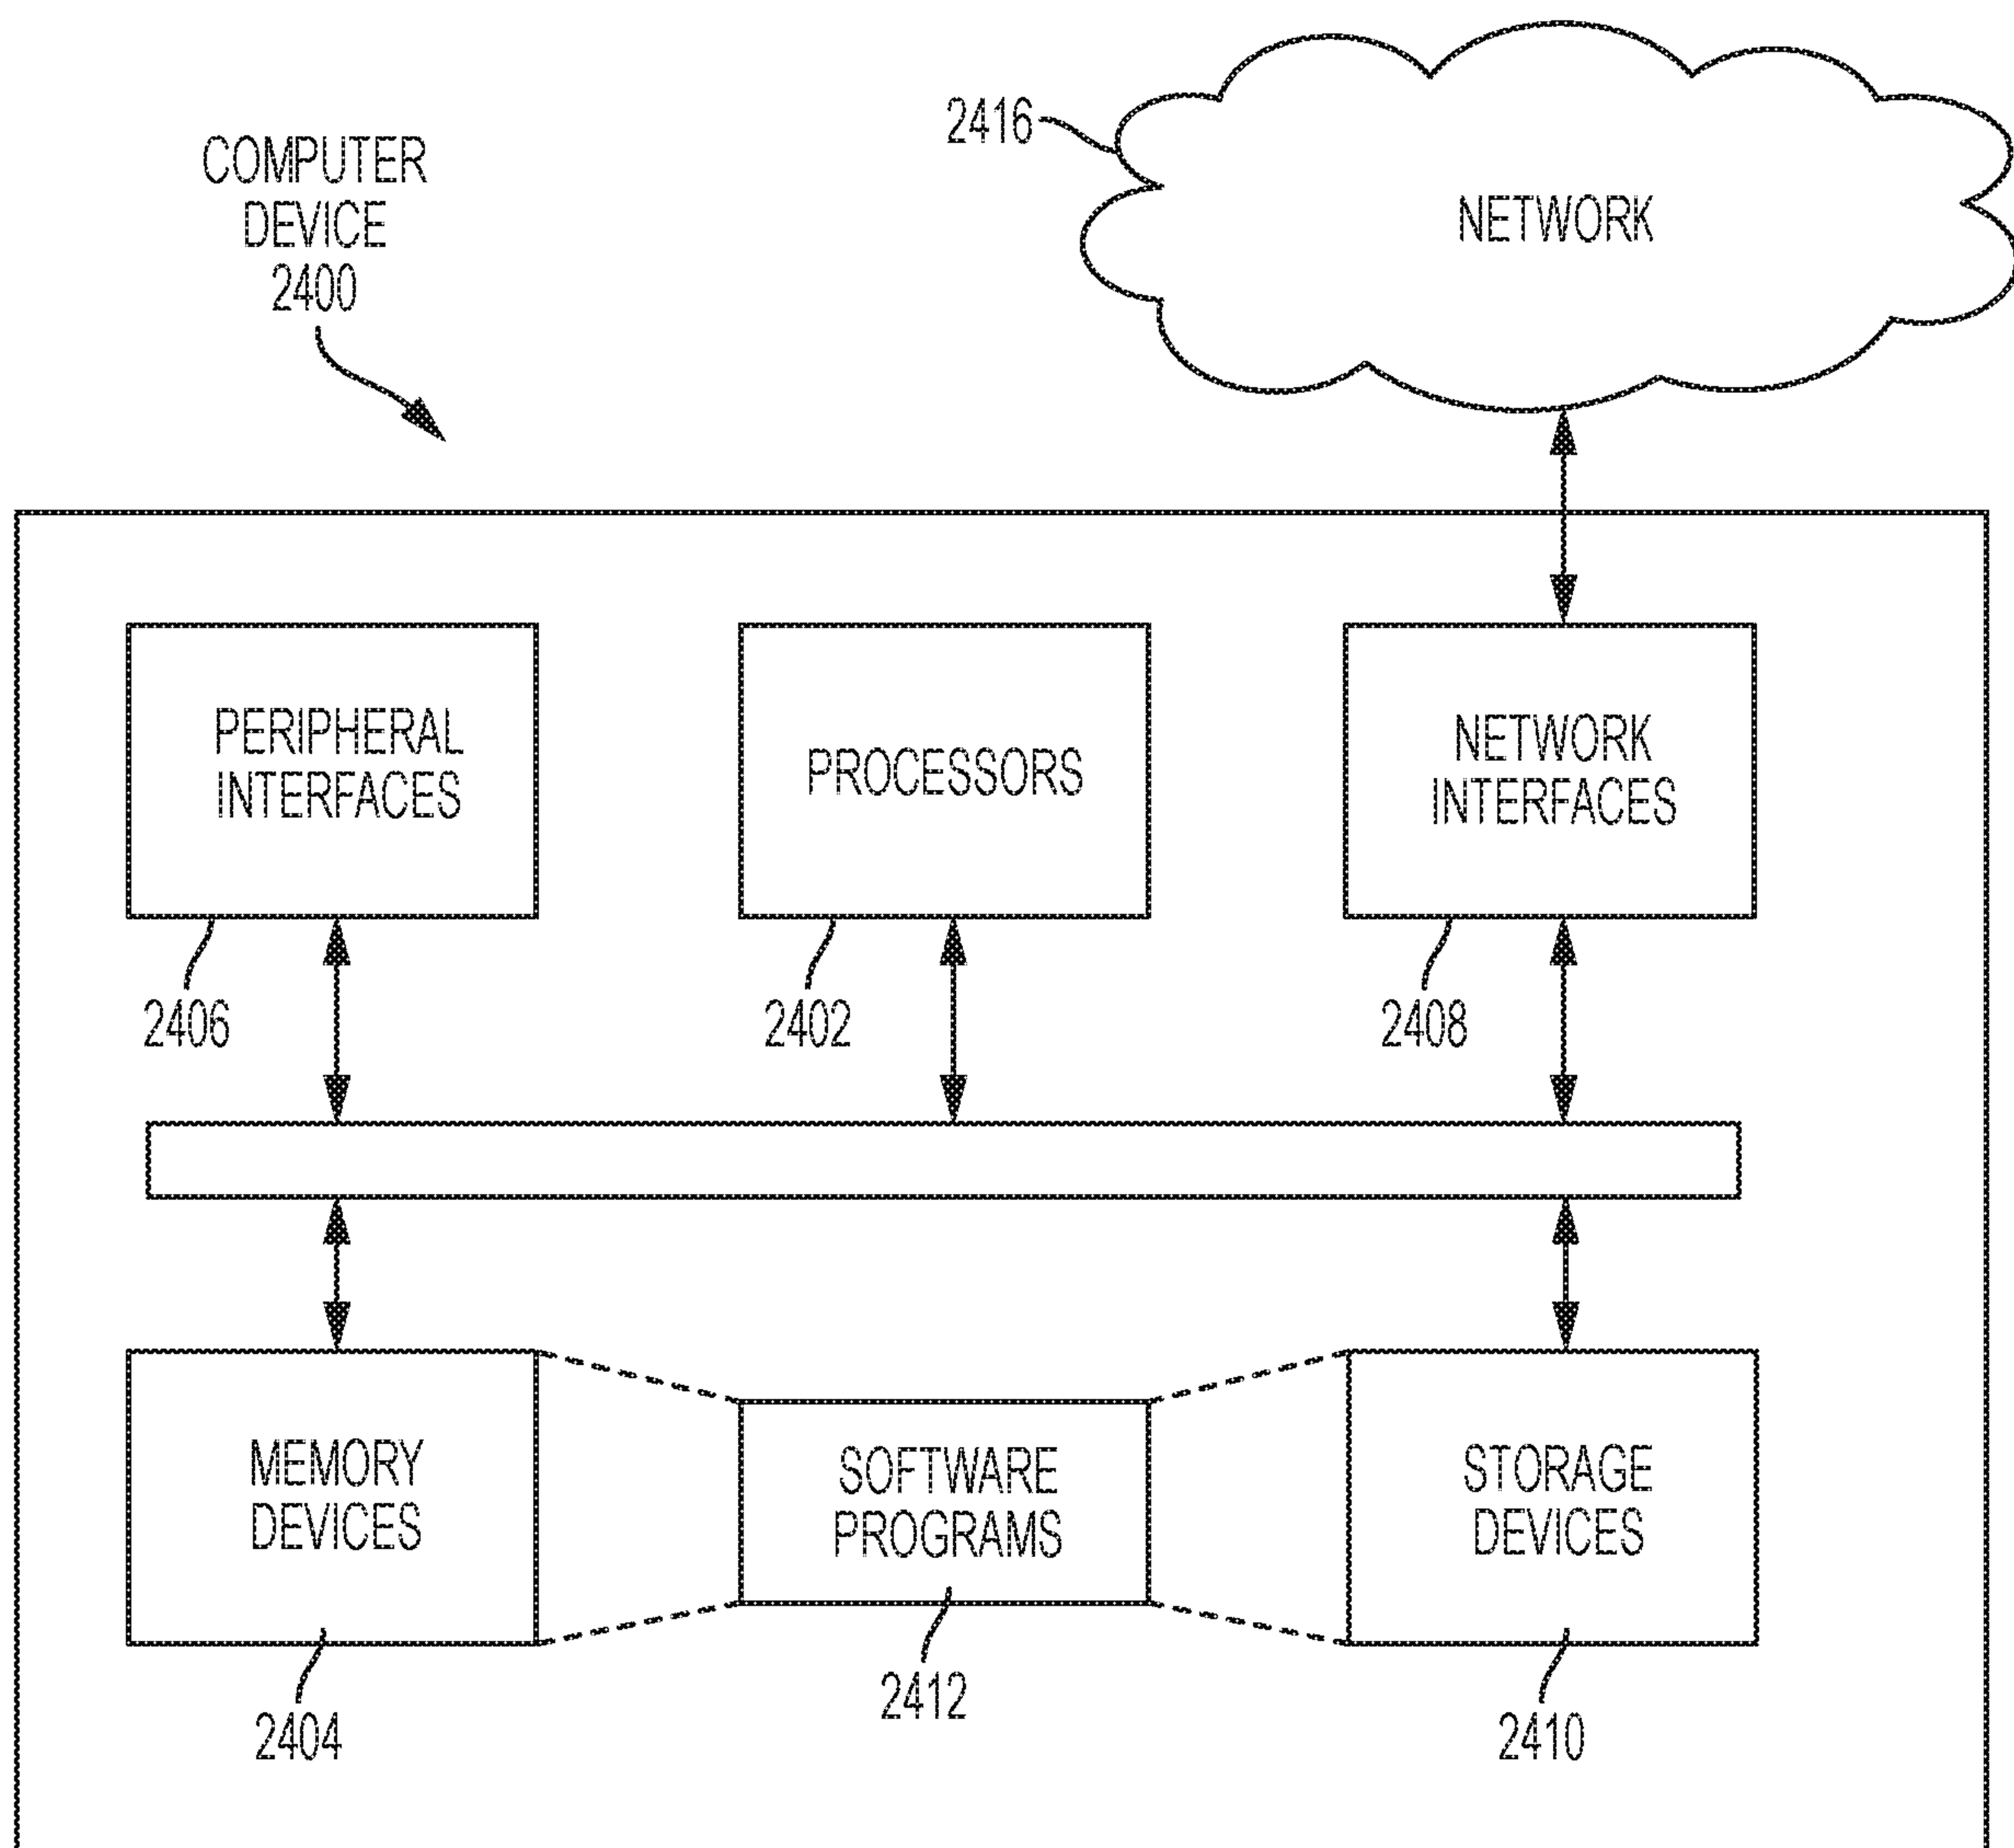 COMPUTER
DEVICE
2400
2416
NETWORK
PERIPHERAL
INTERFACES
PROCESSORS
NETWORK
INTERFACES
2406
2402
2408
MEMORY
DEVICES
SOFTWARE
PROGRAMS
STORAGE
DEVICES
2404
2412
2410